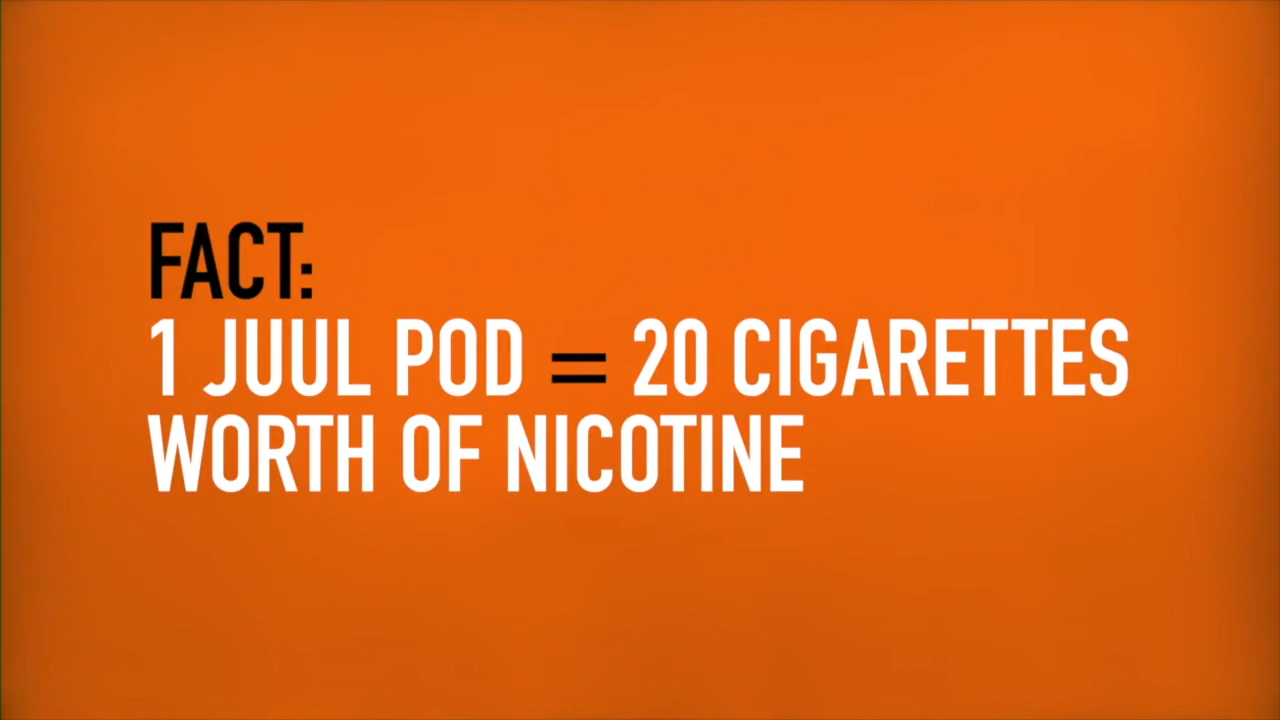 FACT:
1 JUUL POD = 20 CIGARETTES
WORTH OF NICOTINE